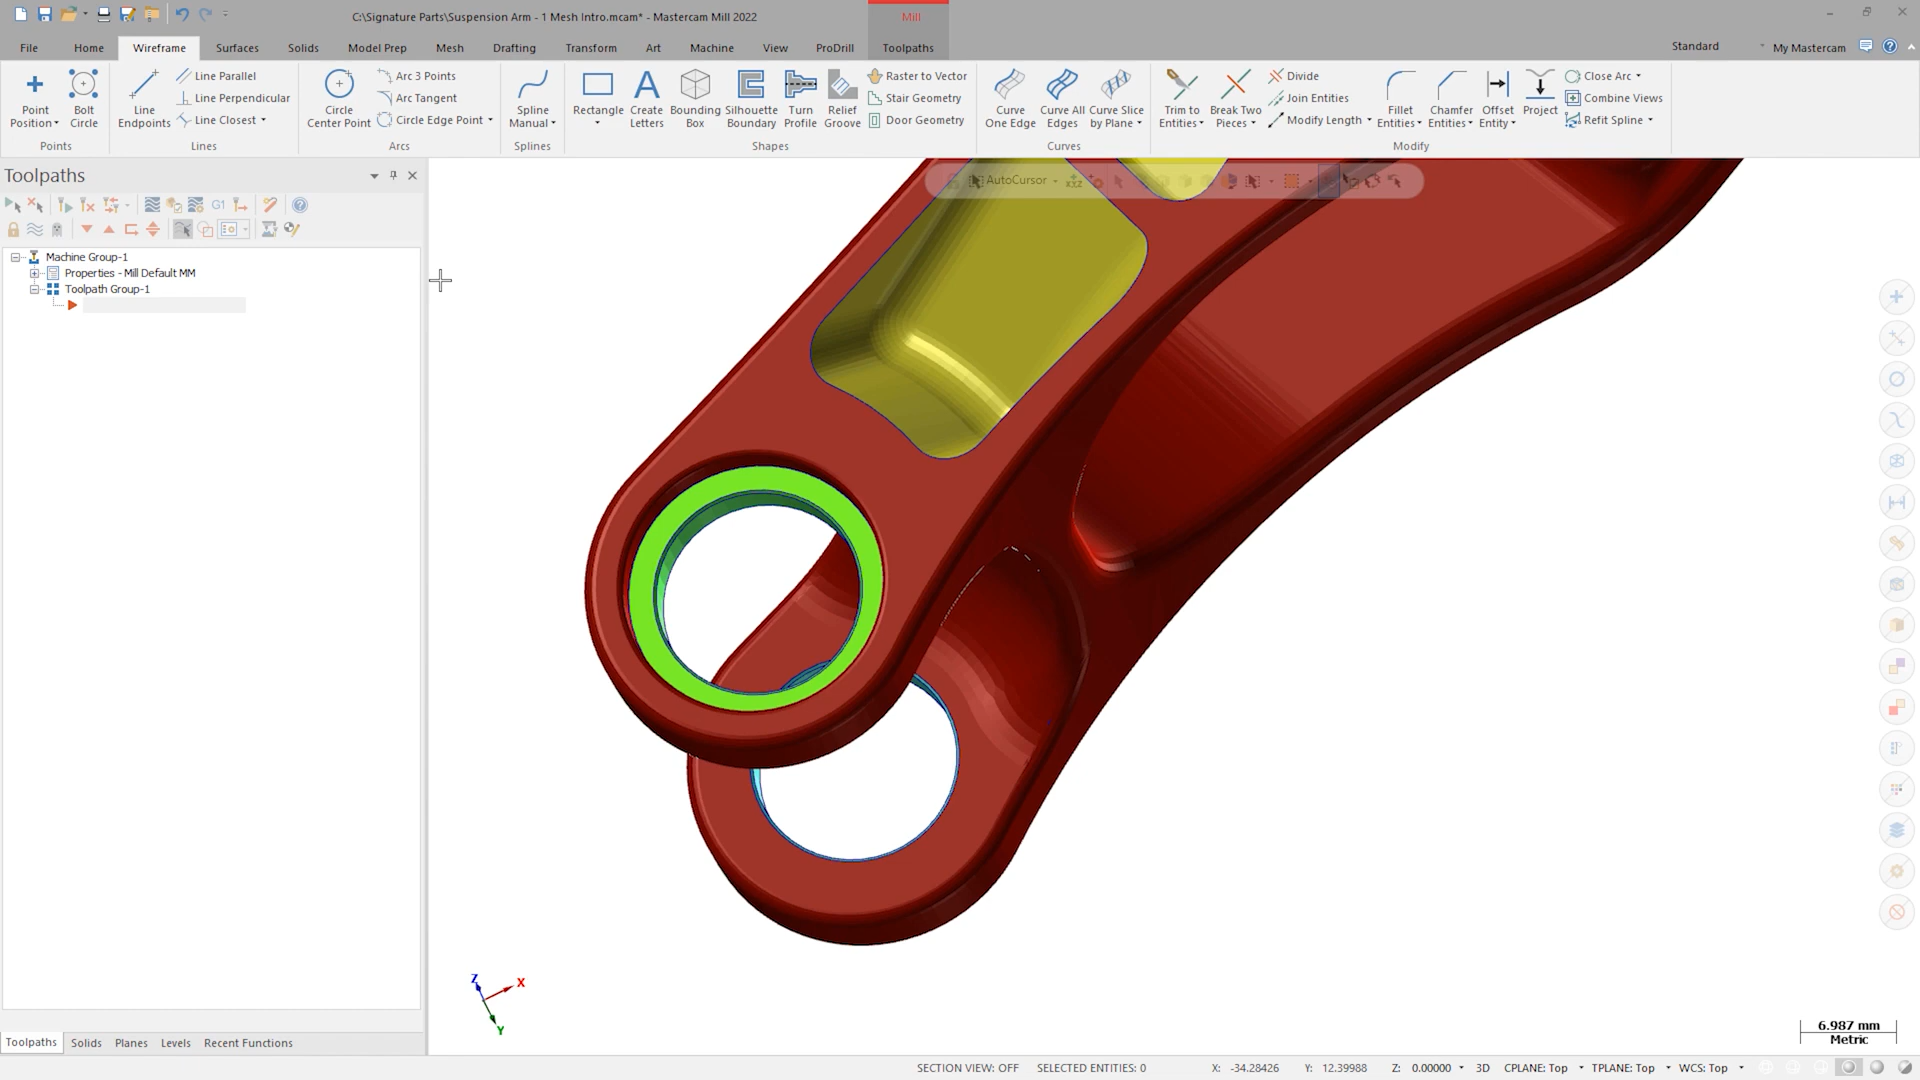 C:\Signature Parts\Suspension Arm - 1 Mesh Intro.mcam* - Mastercam Mill 2022
Mill
File Home Wireframe Surfaces Solids Model Prep Mesh Drafting Transform Art Machine View ProDrill Toolpaths
Standard My Mastercam
Point Position
Bolt Circle
Points
Line Endpoints
Line Parallel
Line Perpendicular
Line Closest
Lines
Circle Center Point
Arc 3 Points
Arc Tangent
Circle Edge Point
Arcs
Spline Manual
Splines
Rectangle
Create Letters
Bounding Box
Silhouette Boundary
Turn Profile
Relief Groove
Raster to Vector
Stair Geometry
Door Geometry
Shapes
Curve One Edge
Curve All Edges
Curve Slice by Plane
Curves
Trim to Entities
Break Two Pieces
Divide
Join Entities
Modify Length
Fillet Entities
Chamfer Entities
Offset Entity
Project
Close Arc
Combine Views
Refit Spline
Modify
Toolpaths
G1
Machine Group-1
Properties - Mill Default MM
Toolpath Group-1
AutoCursor
Z
X
Y
6.987 mm
Metric
Toolpaths Solids Planes Levels Recent Functions
SECTION VIEW: OFF SELECTED ENTITIES: 0 X: -34.28426 Y: 12.39988 Z: 0.00000 3D CPLANE: Top TPLANE: Top WCS: Top